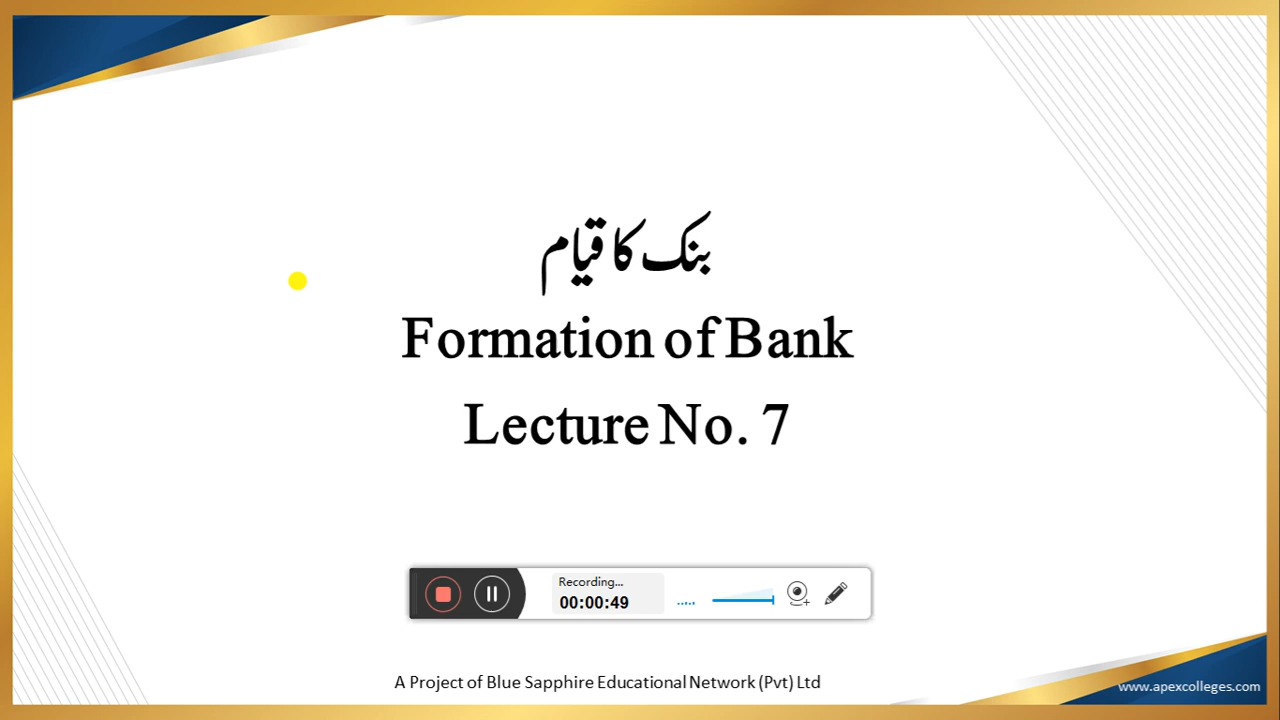 بنک کا قیام
Formation of Bank
Lecture No. 7
Recording...
00:00:49
A Project of Blue Sapphire Educational Network (Pvt) Ltd
www.apexcolleges.com